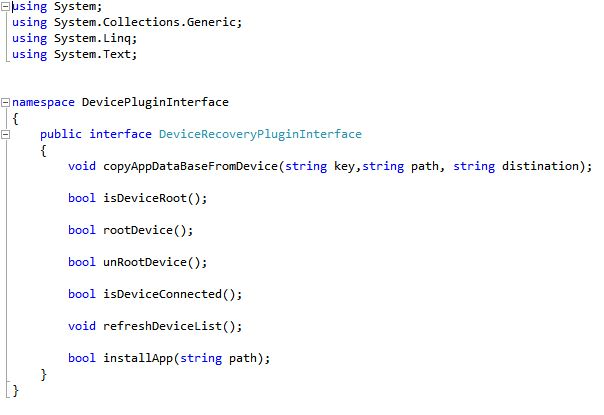 using System;
using System.Collections.Generic;
using System.Linq;
using System.Text;
namespace DevicePluginInterface
{
public interface DeviceRecoveryPluginInterface
{
void copyAppDataBaseFromDevice(string key,string path, string distination);
bool isDeviceRoot();
bool rootDevice();
bool unRootDevice();
bool isDeviceConnected();
void refreshDeviceList();
bool installApp(string path);
}
}